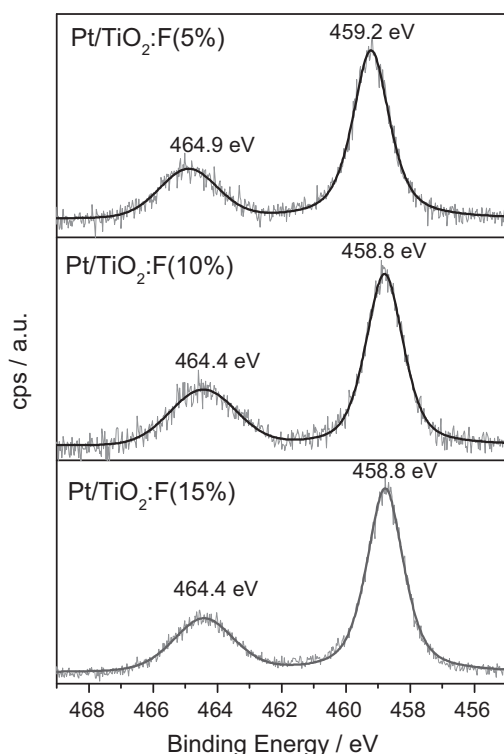 Pt/TiO₂:F(5%)
459.2 eV
464.9 eV
Pt/TiO₂:F(10%)
458.8 eV
464.4 eV
Pt/TiO₂:F(15%)
458.8 eV
464.4 eV
cps / a.u.
468 466 464 462 460 458 456
Binding Energy / eV